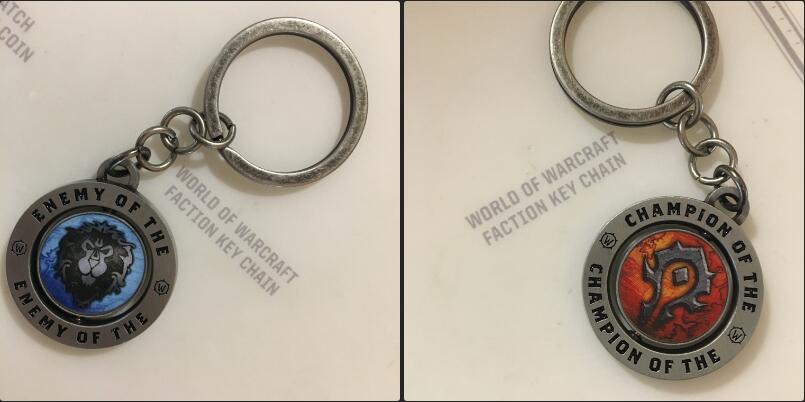 ATCH
COIN
ENEMY OF THE
ENEMY OF THE
W
W
WORLD OF WARCRAFT
FACTION KEY CHAIN
WORLD OF WARCRAFT
FACTION KEY CHAIN
CHAMPION OF THE
CHAMPION OF THE
W
W